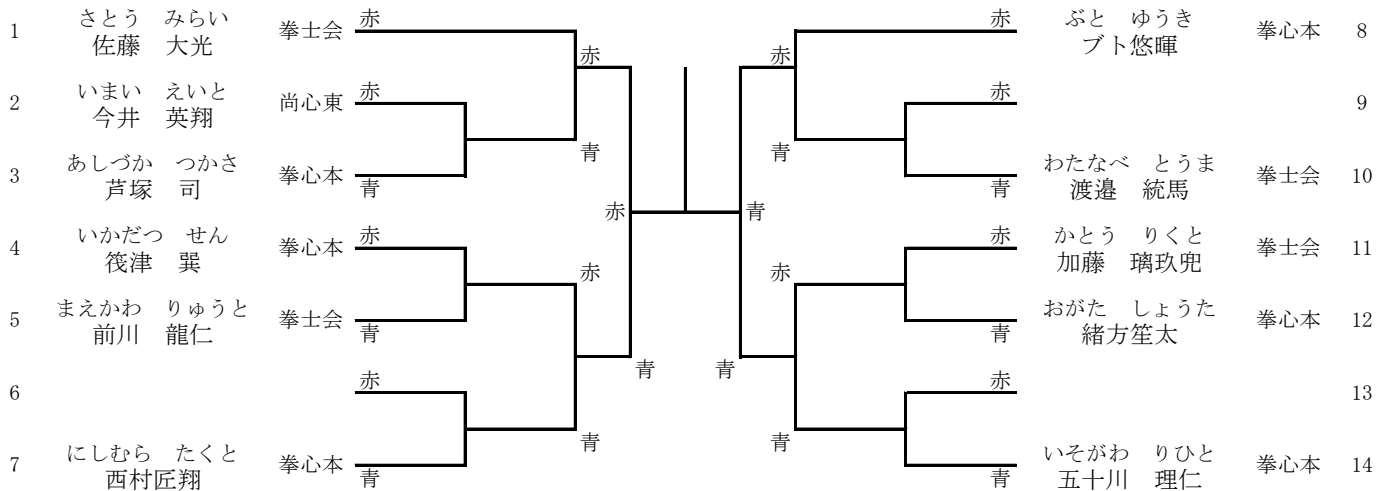 さとう　みらい
1 佐藤　大光 拳士会 赤
いまい　えいと
2 今井　英翔 尚心東 赤
あしづか　つかさ
3 芦塚　司 拳心本 青
いかだつ　せん
4 筏津　巽 拳心本 赤
まえかわ　りゅうと
5 前川　龍仁 拳士会 青
6 赤
にしむら　たくと
7 西村匠翔 拳心本 青
赤
青
赤
青
赤
青
赤
青
赤
青
青
青
赤 ぶと　ゆうき
ブト悠暉 拳心本 8
赤 9
わたなべ　とうま
青 渡邉　統馬 拳士会 10
赤 かとう　りくと
加藤　璃玖兜 拳士会 11
おがた　しょうた
青 緒方笙太 拳心本 12
赤 13
いそがわ　りひと
青 五十川　理仁 拳心本 14